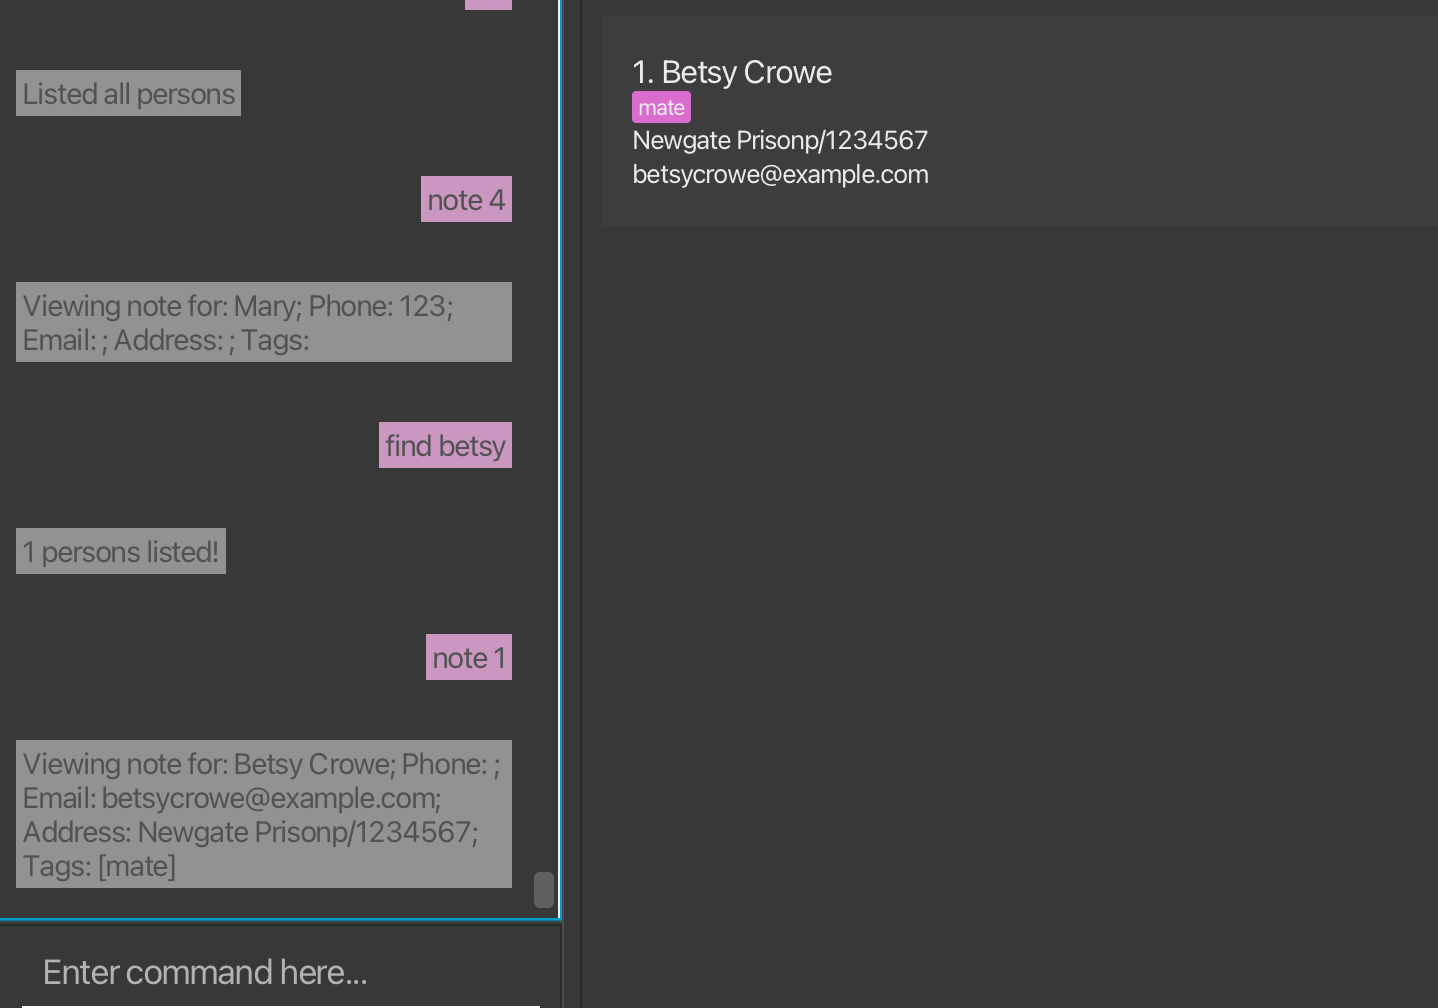 Listed all persons
note 4
Viewing note for: Mary; Phone: 123;
Email: ; Address: ; Tags:
find betsy
1 persons listed!
note 1
Viewing note for: Betsy Crowe; Phone: ;
Email: betsycrowe@example.com;
Address: Newgate Prisonp/1234567;
Tags: [mate]
Enter command here...
1. Betsy Crowe
mate
Newgate Prisonp/1234567
betsycrowe@example.com